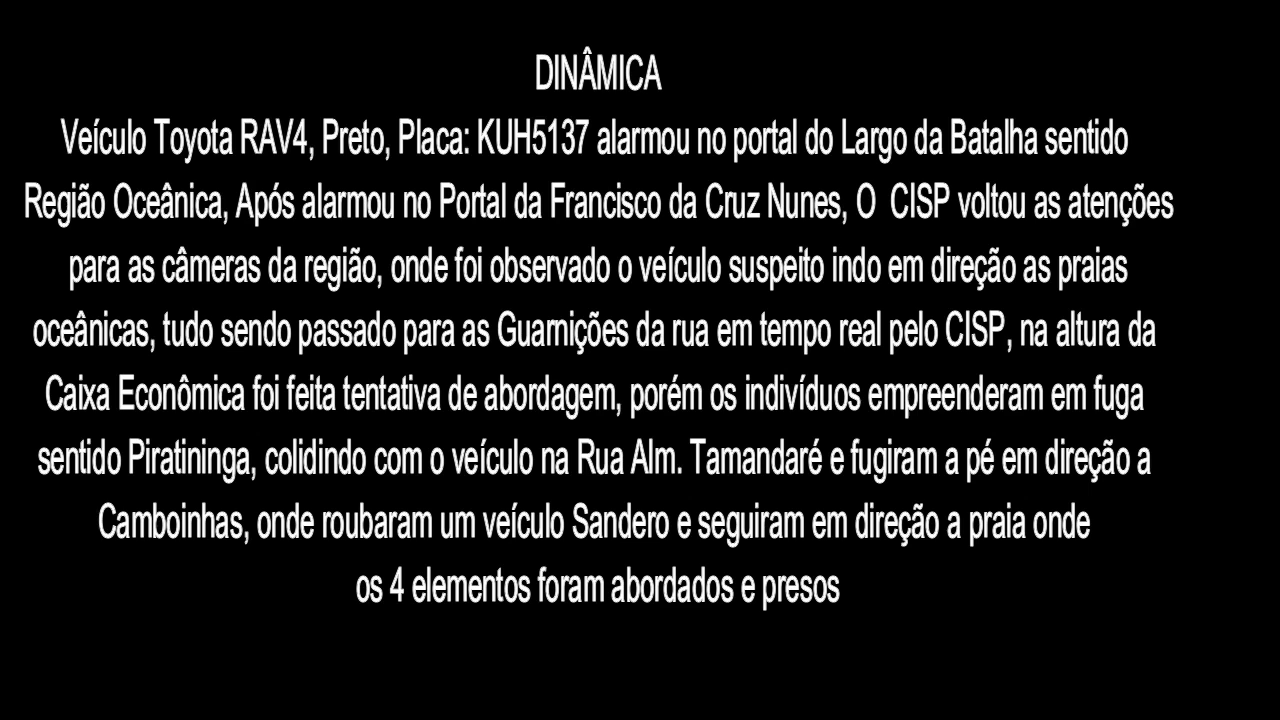 DINÂMICA
Veículo Toyota RAV4, Preto, Placa: KUH5137 alarmou no portal do Largo da Batalha sentido
Região Oceânica, Após alarmou no Portal da Francisco da Cruz Nunes, O  CISP voltou as atenções
para as câmeras da região, onde foi observado o veículo suspeito indo em direção as praias
oceânicas, tudo sendo passado para as Guarnições da rua em tempo real pelo CISP, na altura da
Caixa Econômica foi feita tentativa de abordagem, porém os indivíduos empreenderam em fuga
sentido Piratininga, colidindo com o veículo na Rua Alm. Tamandaré e fugiram a pé em direção a
Camboinhas, onde roubaram um veículo Sandero e seguiram em direção a praia onde
os 4 elementos foram abordados e presos